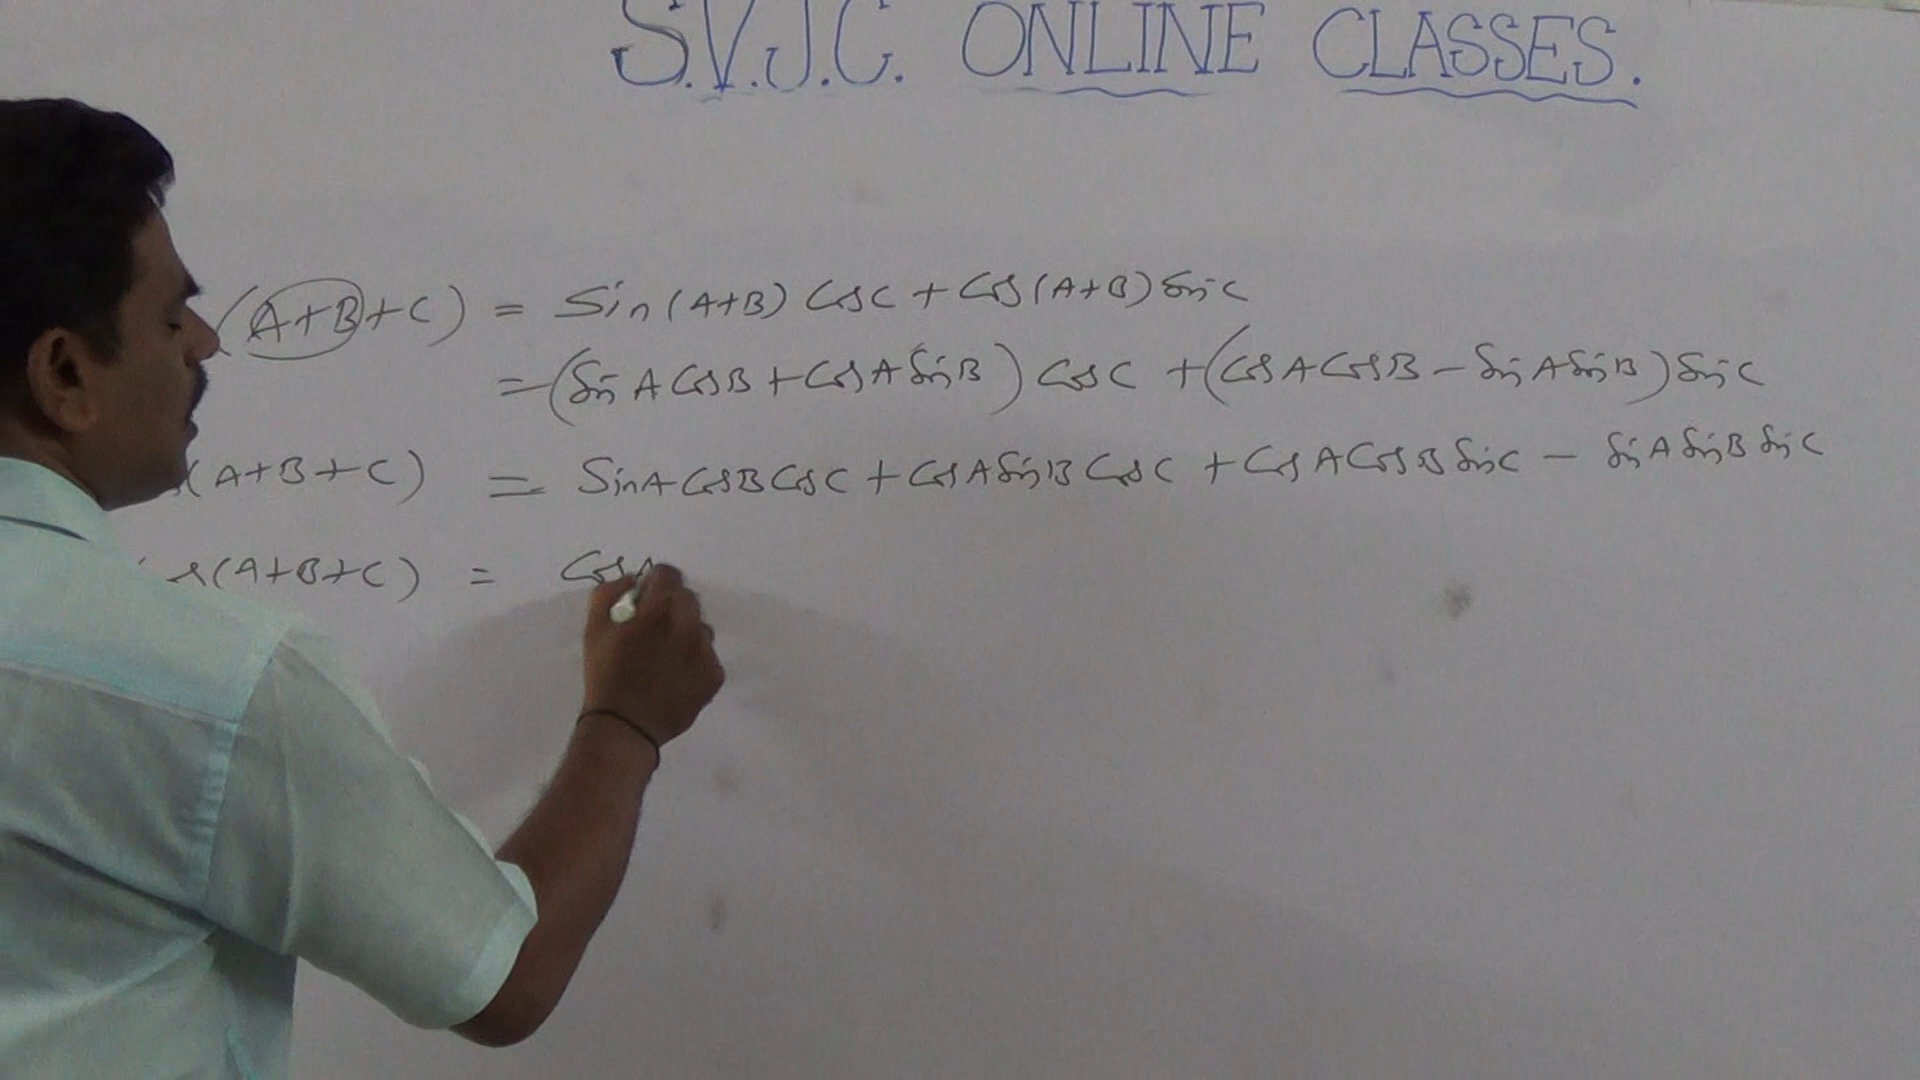 S.V.J.C. ONLINE CLASSES.
(A+B+C) = Sin(A+B) Cos C + Cos(A+B) Sin C
= (Sin A Cos B + Cos A Sin B) Cos C + (Cos A Cos B - Sin A Sin B) Sin C
(A+B+C) = Sin A Cos B Cos C + Cos A Sin B Cos C + Cos A Cos B Sin C - Sin A Sin B Sin C
s(A+B+C) = Cos A